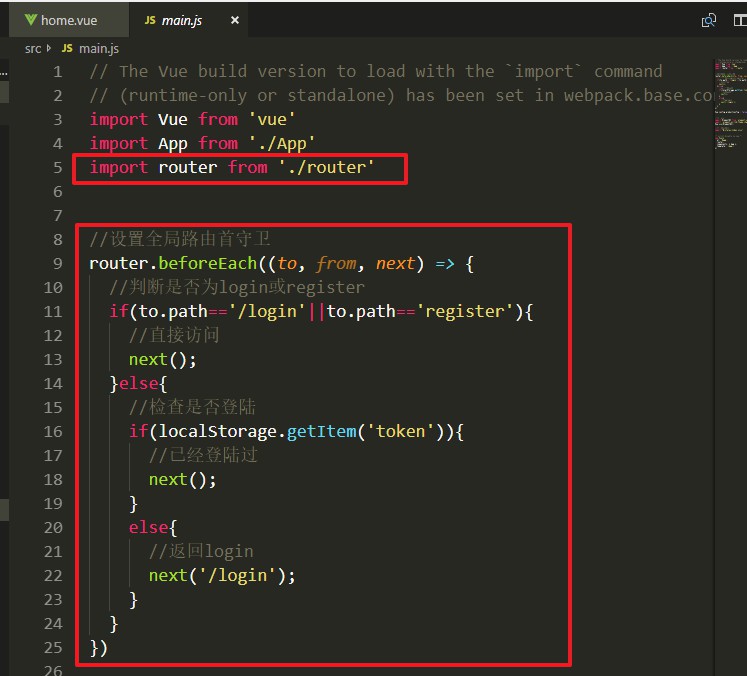 home.vue
JS main.js ×
src JS main.js
1 // The Vue build version to load with the `import` command
2 // (runtime-only or standalone) has been set in webpack.base.co
3 import Vue from 'vue'
4 import App from './App'
5 import router from './router'
6
7
8 //设置全局路由首守卫
9 router.beforeEach((to, from, next) => {
10 //判断是否为login或register
11 if(to.path=='/login'||to.path=='register'){
12 //直接访问
13 next();
14 }else{
15 //检查是否登陆
16 if(localStorage.getItem('token')){
17 //已经登陆过
18 next();
19 }
20 else{
21 //返回login
22 next('/login');
23 }
24 }
25 })
26